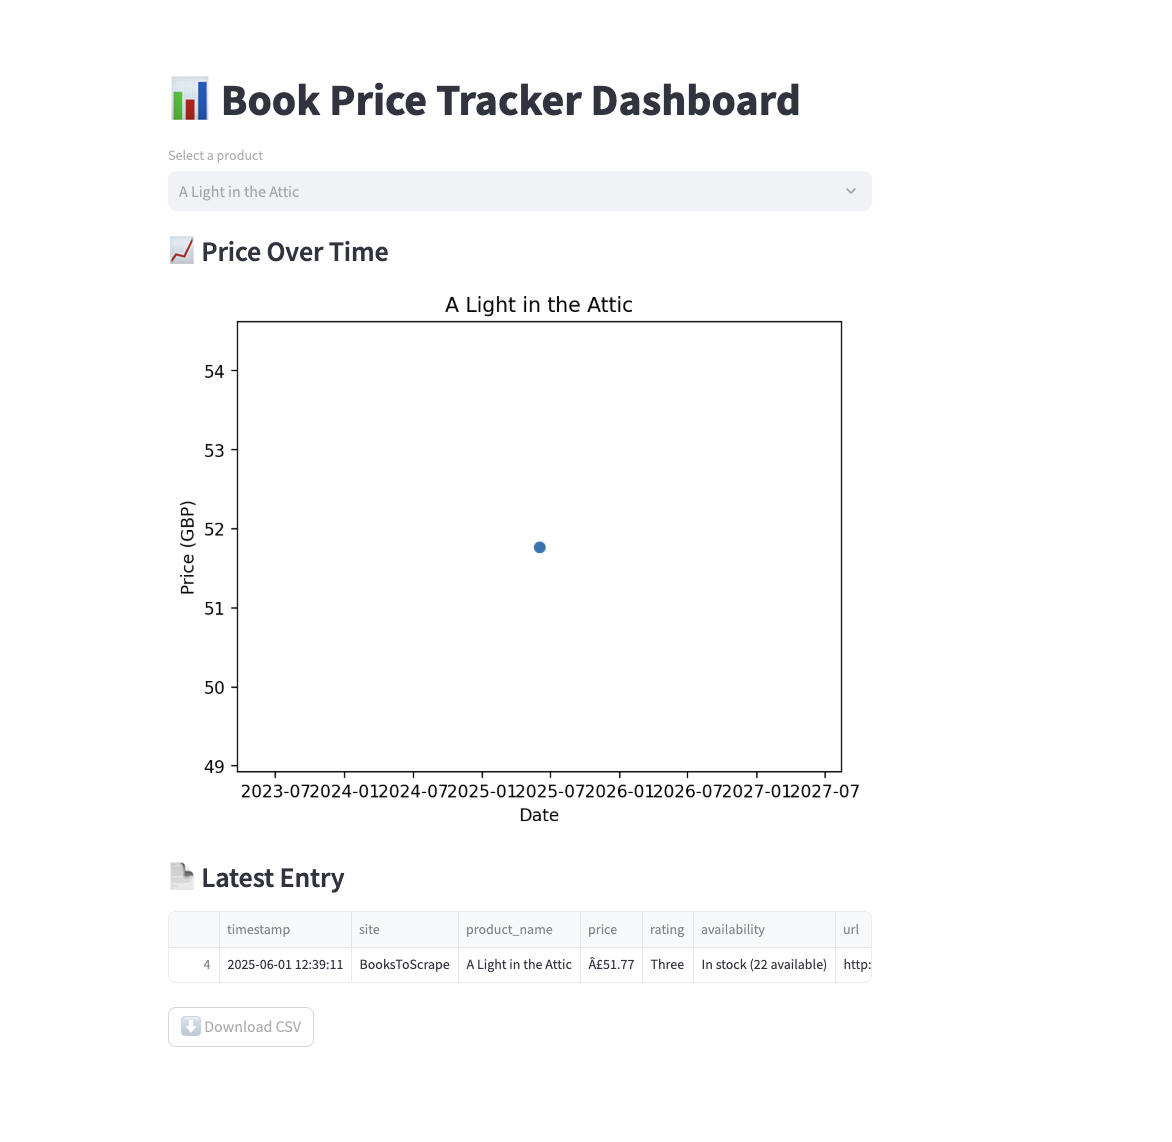 Book Price Tracker Dashboard
Select a product
A Light in the Attic
Price Over Time
A Light in the Attic
54
53
52
51
50
49
Price (GBP)
2023-07 2024-01 2024-07 2025-01 2025-07 2026-01 2026-07 2027-01 2027-07
Date
Latest Entry
timestamp site product_name price rating availability url
4 2025-06-01 12:39:11 BooksToScrape A Light in the Attic Â£51.77 Three In stock (22 available) http:
Download CSV